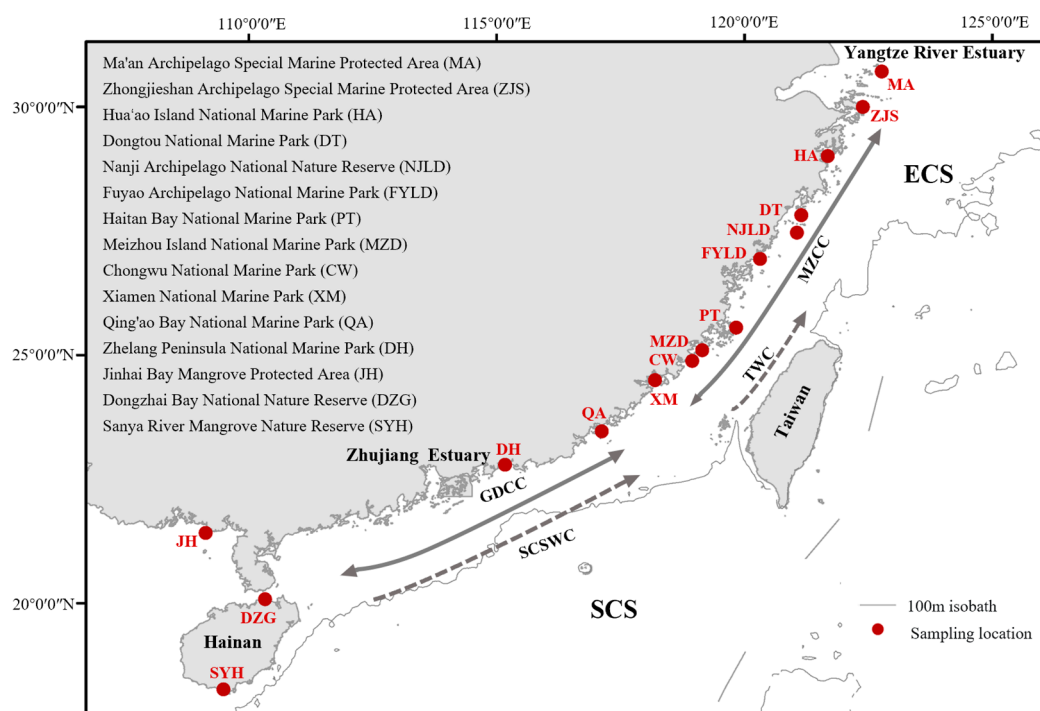 110°0′0″E 115°0′0″E 120°0′0″E 125°0′0″E
30°0′0″N
25°0′0″N
20°0′0″N
Ma'an Archipelago Special Marine Protected Area (MA)
Zhongjieshan Archipelago Special Marine Protected Area (ZJS)
Hua'ao Island National Marine Park (HA)
Dongtou National Marine Park (DT)
Nanji Archipelago National Nature Reserve (NJLD)
Fuyao Archipelago National Marine Park (FYLD)
Haitan Bay National Marine Park (PT)
Meizhou Island National Marine Park (MZD)
Chongwu National Marine Park (CW)
Xiamen National Marine Park (XM)
Qing'ao Bay National Marine Park (QA)
Zhelang Peninsula National Marine Park (DH)
Jinhai Bay Mangrove Protected Area (JH)
Dongzhai Bay National Nature Reserve (DZG)
Sanya River Mangrove Nature Reserve (SYH)
Yangtze River Estuary
MA
ZJS
HA
ECS
DT
NJLD
FYLD
MZCC
PT
MZD
CW
TWC
XM
Taiwan
QA
Zhujiang Estuary
DH
GDCC
SCSWC
JH
SCS
DZG
Hainan
SYH
100m isobath
Sampling location